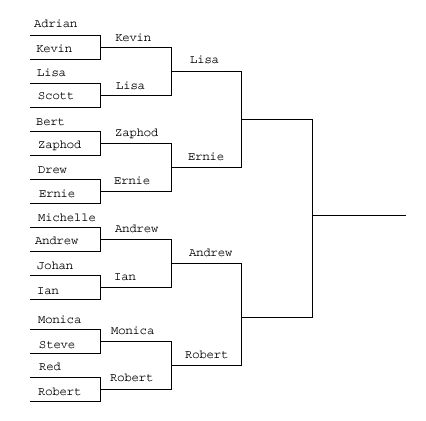 Adrian
Kevin
Lisa
Scott
Bert
Zaphod
Drew
Ernie
Michelle
Andrew
Johan
Ian
Monica
Steve
Red
Robert
Kevin
Lisa
Zaphod
Ernie
Andrew
Ian
Monica
Robert
Lisa
Ernie
Andrew
Robert